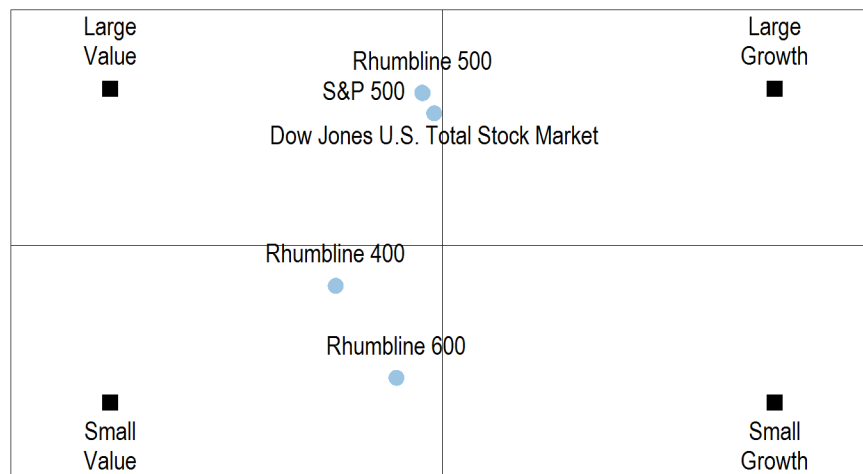 Large
Value
Large
Growth
Rhumbline 500
S&P 500
Dow Jones U.S. Total Stock Market
Rhumbline 400
Rhumbline 600
Small
Value
Small
Growth